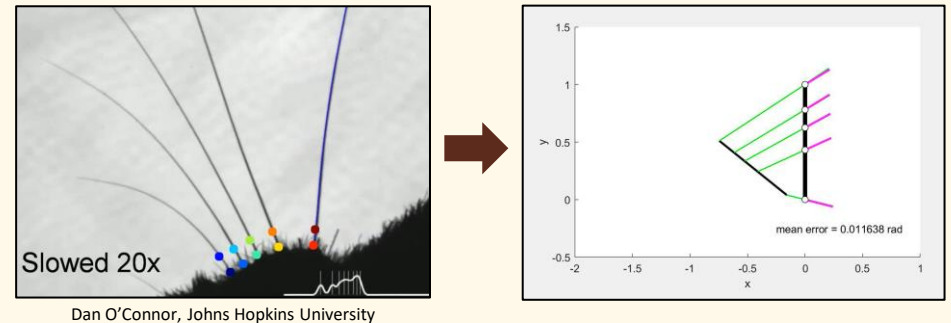 Slowed 20x
Dan O'Connor, Johns Hopkins University
1.5
1
0.5
0
-0.5
y
mean error = 0.011638 rad
-2 -1.5 -1 -0.5 0 0.5 1
x